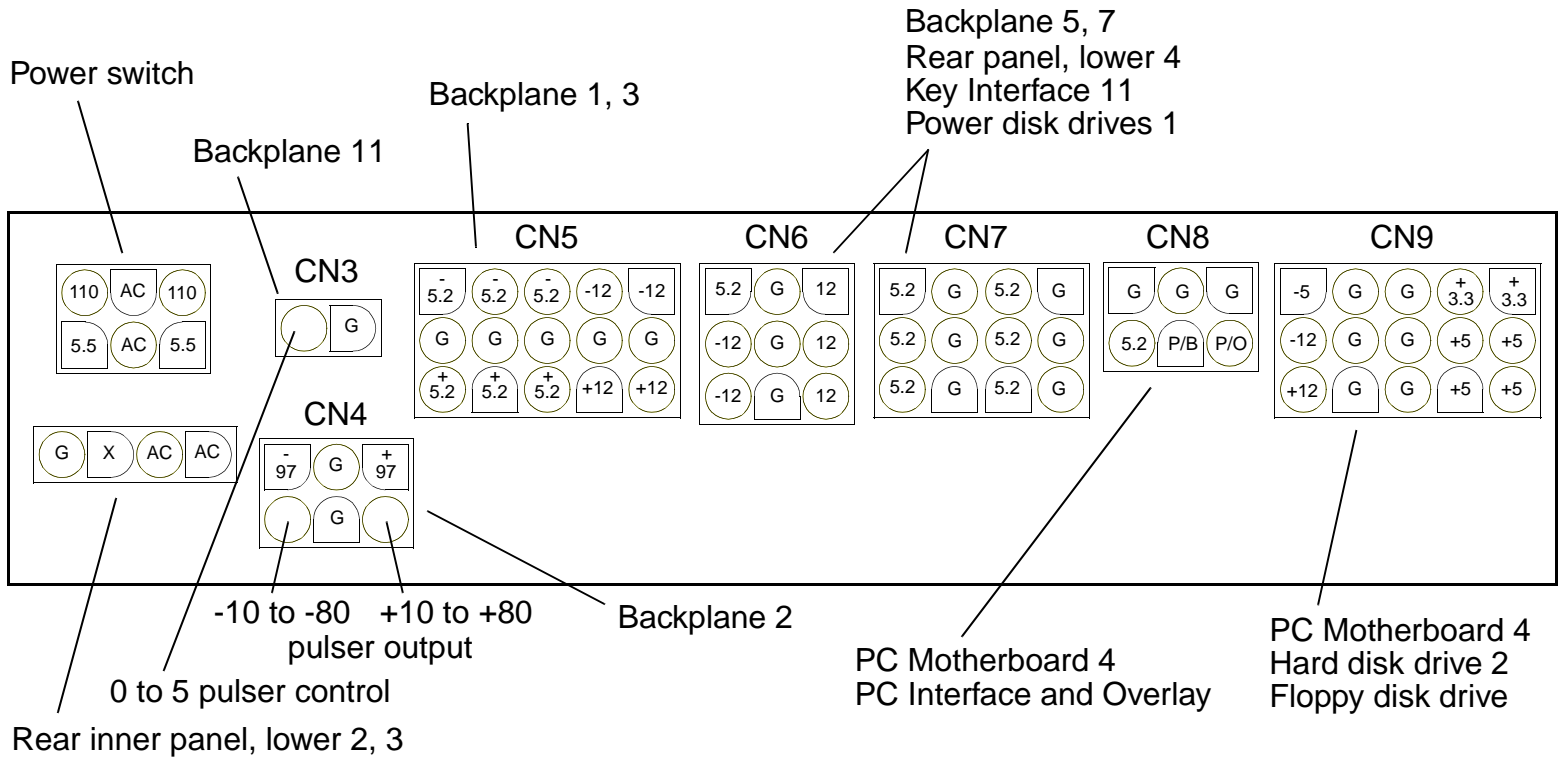 Backplane 5, 7
Rear panel, lower 4
Key Interface 11
Power disk drives 1
Power switch
Backplane 1, 3
Backplane 11
CN5
CN6
CN7
CN8
CN9
CN3
110 AC 110
5.5 AC 5.5
G
- 5.2 - 5.2 - 5.2 -12 -12
G G G G G
+ 5.2 + 5.2 + 5.2 +12 +12
5.2 G 12
-12 G 12
-12 G 12
5.2 G 5.2 G
5.2 G 5.2 G
5.2 G 5.2 G
G G G
5.2 P/B P/O
-5 G G + 3.3 + 3.3
-12 G G +5 +5
+12 G G +5 +5
CN4
G X AC AC
- 97 G + 97
G
-10 to -80 +10 to +80
pulser output
Backplane 2
0 to 5 pulser control
Rear inner panel, lower 2, 3
PC Motherboard 4
PC Interface and Overlay
PC Motherboard 4
Hard disk drive 2
Floppy disk drive